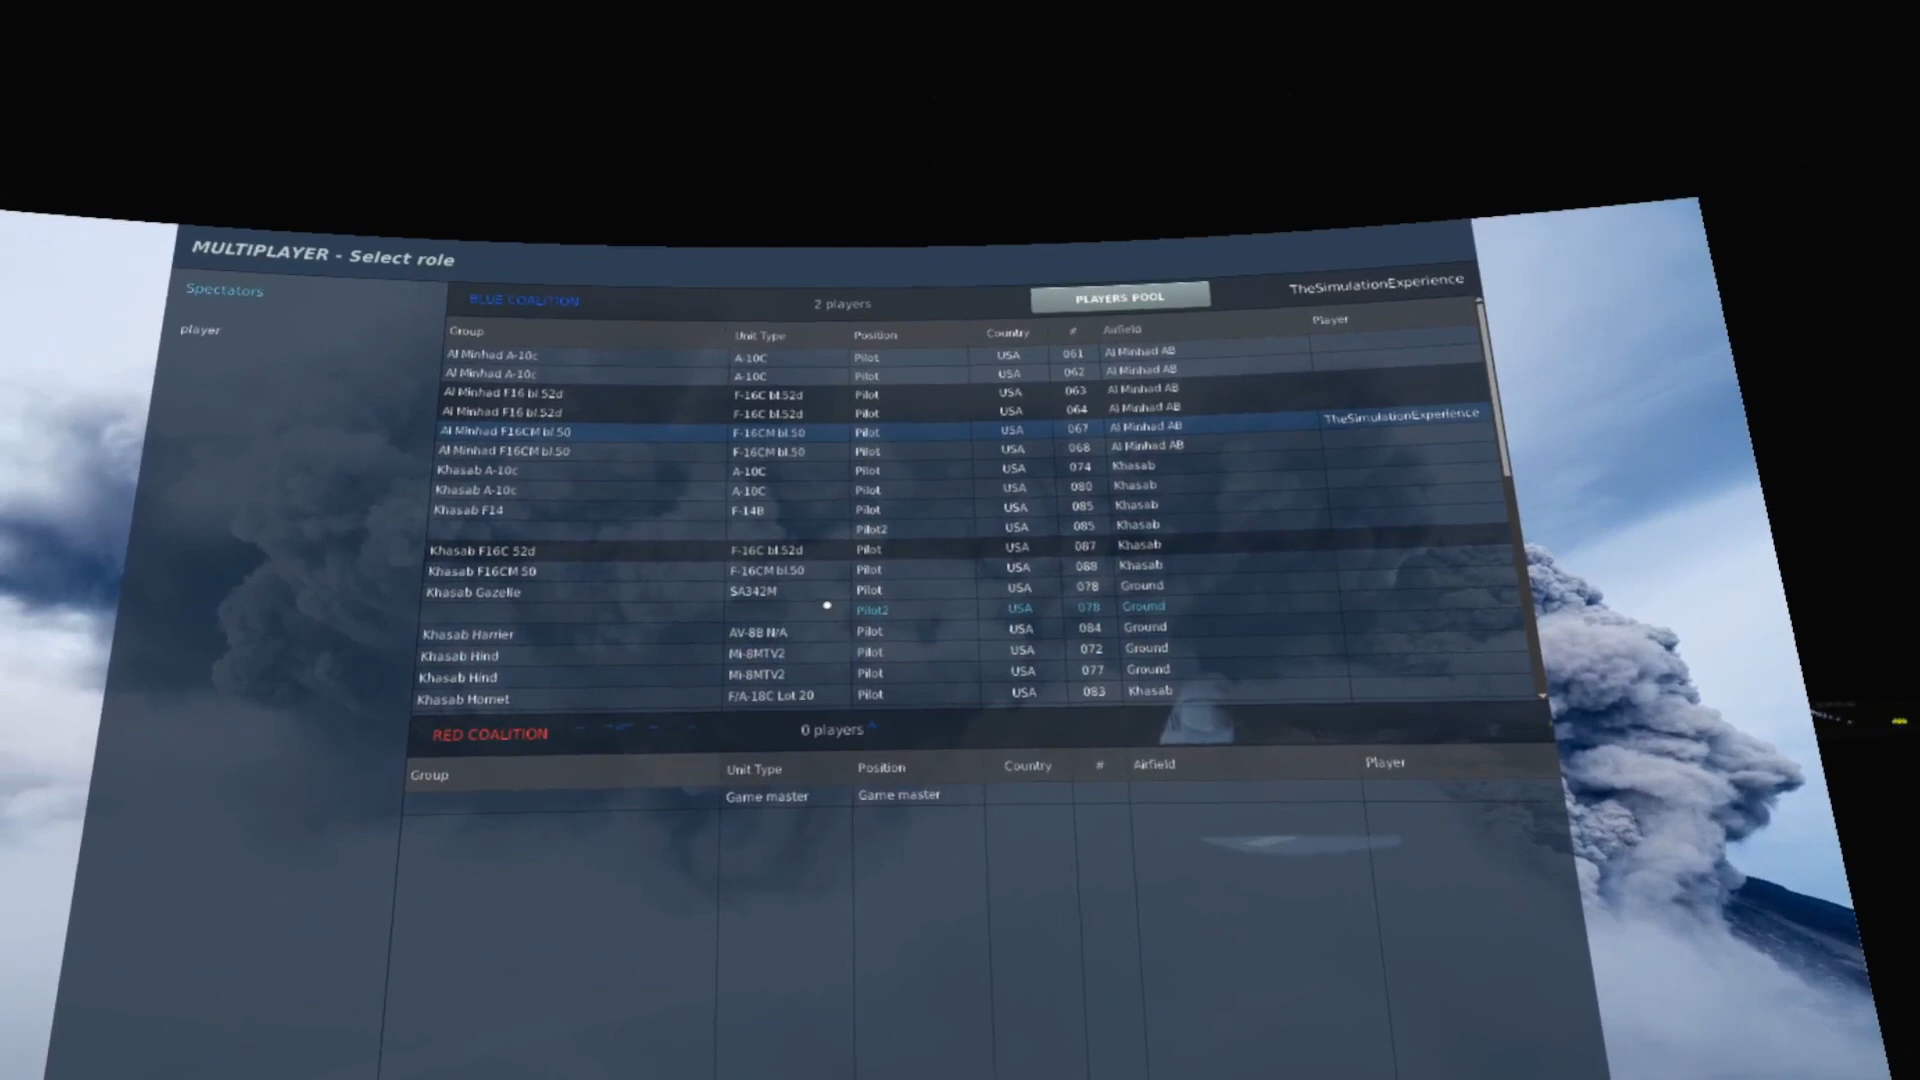 MULTIPLAYER - Select role
Spectators
player
BLUE COALITION 2 players PLAYERS POOL TheSimulationExperience
Group Unit Type Position Country # Airfield Player
Al Minhad A-10c A-10C Pilot USA 061 Al Minhad AB
Al Minhad A-10c A-10C Pilot USA 062 Al Minhad AB
Al Minhad F16 bl.52d F-16C bl.52d Pilot USA 063 Al Minhad AB
Al Minhad F16 bl.52d F-16C bl.52d Pilot USA 064 Al Minhad AB
Al Minhad F16CM bl.50 F-16CM bl.50 Pilot USA 067 Al Minhad AB TheSimulationExperience
Al Minhad F16CM bl.50 F-16CM bl.50 Pilot USA 068 Al Minhad AB
Khasab A-10c A-10C Pilot USA 074 Khasab
Khasab A-10c A-10C Pilot USA 080 Khasab
Khasab F14 F-14B Pilot USA 085 Khasab
Pilot2 USA 085 Khasab
Khasab F16C 52d F-16C bl.52d Pilot USA 087 Khasab
Khasab F16CM 50 F-16CM bl.50 Pilot USA 088 Khasab
Khasab Gazelle SA342M Pilot USA 078 Ground
Pilot2 USA 078 Ground
Khasab Harrier AV-8B N/A Pilot USA 084 Ground
Khasab Hind Mi-8MTV2 Pilot USA 072 Ground
Khasab Hind Mi-8MTV2 Pilot USA 077 Ground
Khasab Hornet F/A-18C Lot 20 Pilot USA 083 Khasab
RED COALITION 0 players
Group Unit Type Position Country # Airfield Player
Game master Game master